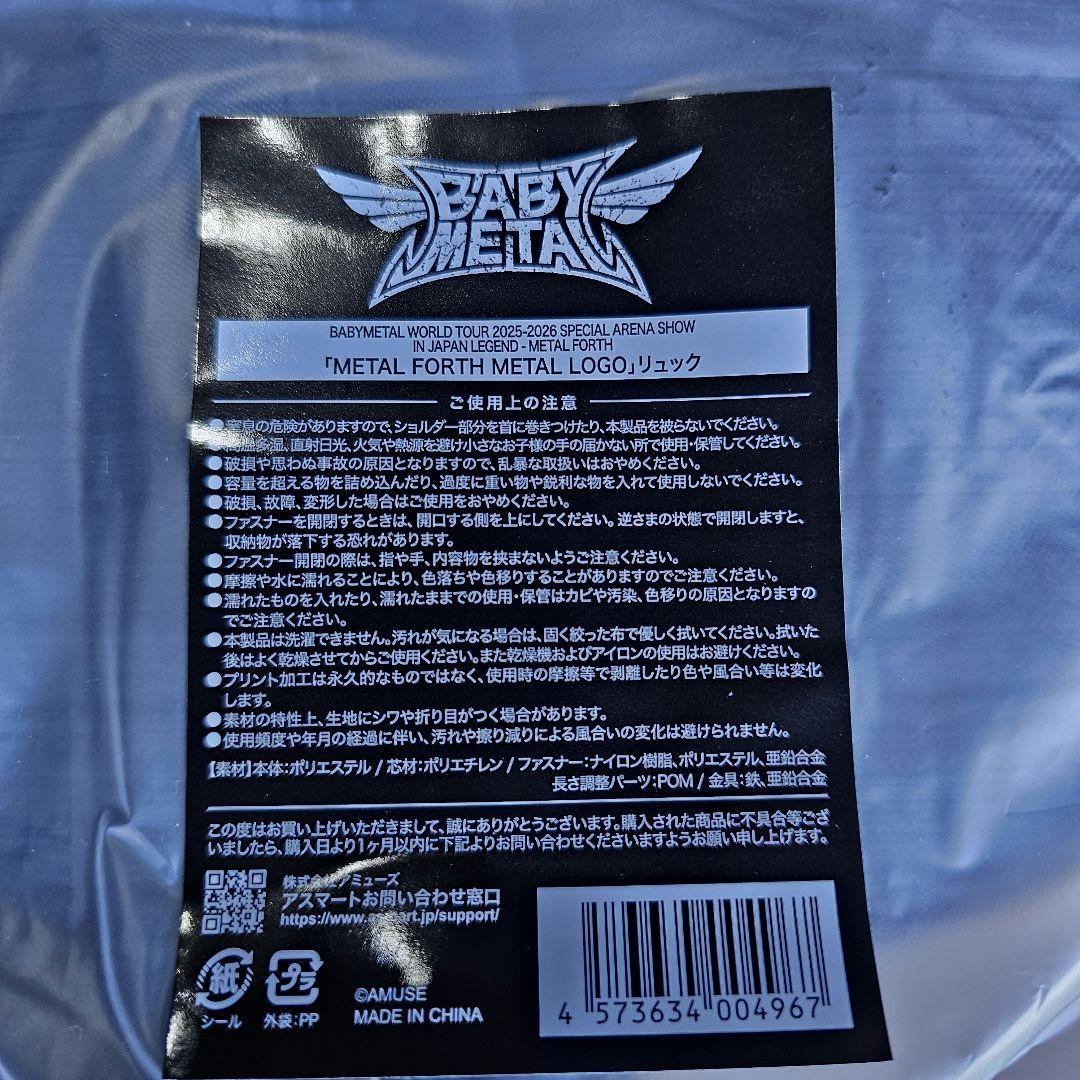 BABY
METAL
BABYMETAL WORLD TOUR 2025-2026 SPECIAL ARENA SHOW
IN JAPAN LEGEND - METAL FORTH
「METAL FORTH METAL LOGO」リュック
ご使用上の注意
●窒息の危険がありますので、ショルダー部分を首に巻きつけたり、本製品を被らないでください。
●高温多湿、直射日光、火気や熱源を避け小さなお子様の手の届かない所で使用・保管してください。
●破損や思わぬ事故の原因となりますので、乱暴な取扱いはおやめください。
●容量を超える物を詰め込んだり、過度に重い物や鋭利な物を入れて使用しないでください。
●破損、故障、変形した場合はご使用をおやめください。
●ファスナーを開閉するときは、開口する側を上にしてください。逆さまの状態で開閉しますと、
収納物が落下する恐れがあります。
●ファスナー開閉の際は、指や手、内容物を挟まないようご注意ください。
●摩擦や水に濡れることにより、色落ちや色移りすることがありますのでご注意ください。
●濡れたものを入れたり、濡れたままでの使用・保管はカビや汚染、色移りの原因となりますの
でご注意ください。
●本製品は洗濯できません。汚れが気になる場合は、固く絞った布で優しく拭いてください。拭いた
後はよく乾燥させてからご使用ください。また乾燥機およびアイロンの使用はお避けください。
●プリント加工は永久的なものではなく、使用時の摩擦等で剥離したり色や風合い等は変化
します。
●素材の特性上、生地にシワや折り目がつく場合があります。
●使用頻度や年月の経過に伴い、汚れや擦り減りによる風合いの変化は避けられません。
【素材】本体:ポリエステル / 芯材:ポリエチレン / ファスナー:ナイロン樹脂、ポリエステル、亜鉛合金
長さ調整パーツ:POM / 金具:鉄、亜鉛合金
この度はお買い上げいただきまして、誠にありがとうございます。購入された商品に不具合等ござ
いましたら、購入日より1ヶ月以内に下記よりお問い合わせくださいますようお願い申し上げます。
株式会社アミューズ
アスマートお問い合わせ窓口
https://www.asmart.jp/support/
紙
シール
プラ
外袋:PP
©AMUSE
MADE IN CHINA
4 573634 004967